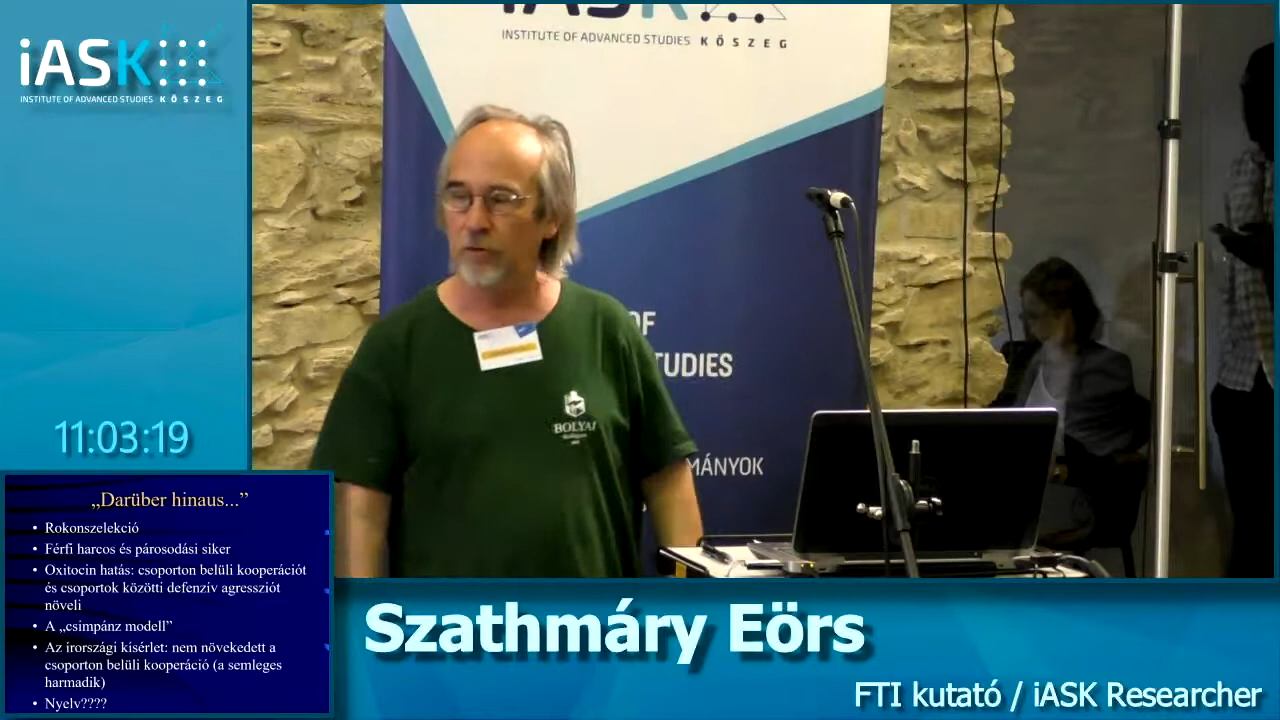 iASK
INSTITUTE OF ADVANCED STUDIES KŐSZEG
iASK
INSTITUTE OF ADVANCED STUDIES KŐSZEG
OF
TUDIES
MÁNYOK
BOLYAI
11:03:19
„Darüber hinaus...”
• Rokonszelekció
• Férfi harcos és párosodási siker
• Oxitocin hatás: csoporton belüli kooperációt
és csoportok közötti defenzív agressziót
növeli
• A „csimpánz modell”
• Az írországi kísérlet: nem növekedett a
csoporton belüli kooperáció (a semleges
harmadik)
• Nyelv????
Szathmáry Eörs
FTI kutató / iASK Researcher